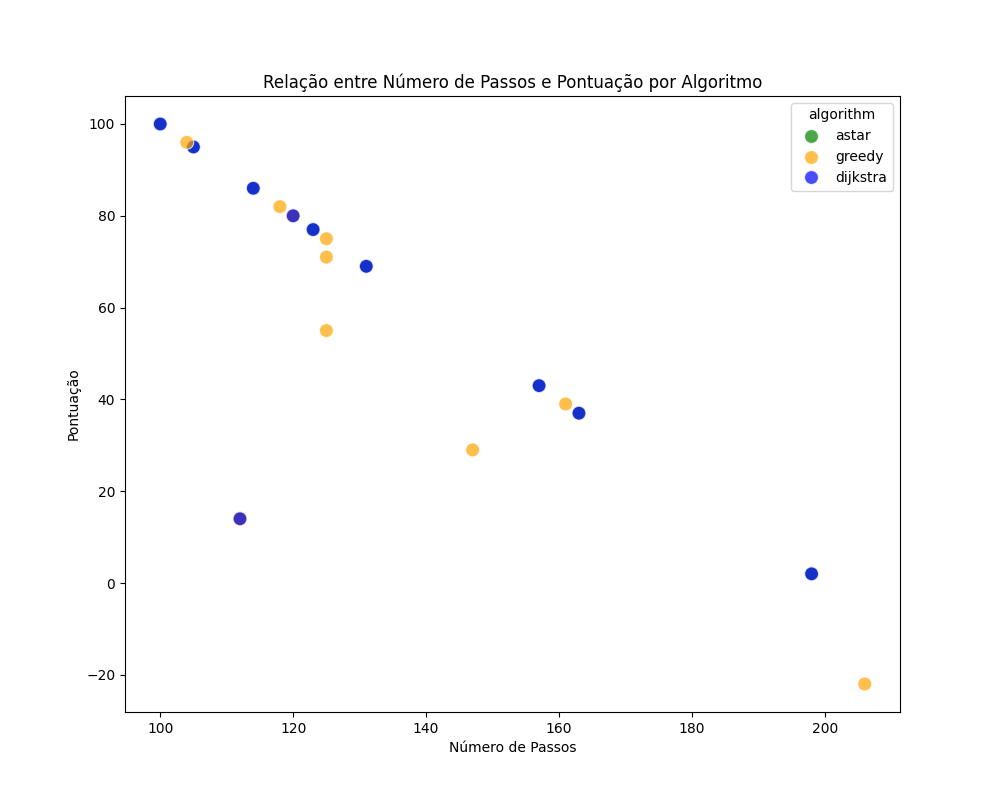 Relação entre Número de Passos e Pontuação por Algoritmo
algorithm
astar
greedy
dijkstra
Pontuação
100
80
60
40
20
0
−20
100 120 140 160 180 200
Número de Passos